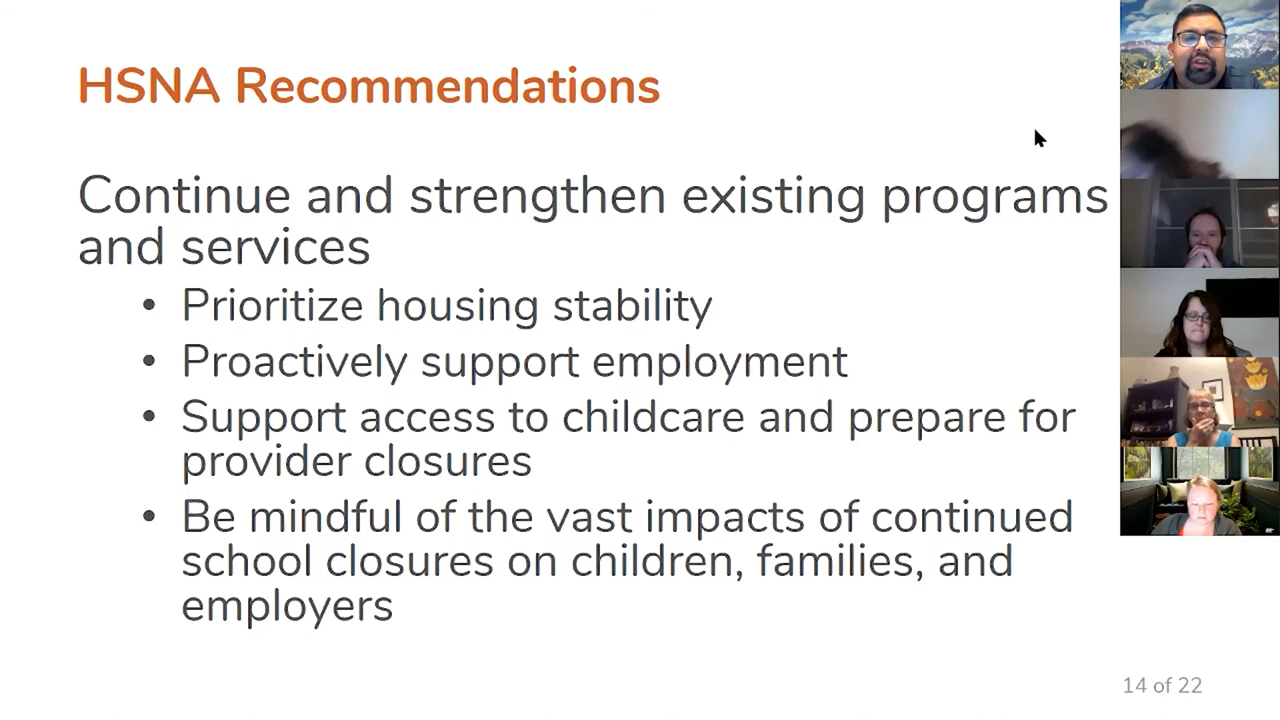 HSNA Recommendations
Continue and strengthen existing programs
and services
• Prioritize housing stability
• Proactively support employment
• Support access to childcare and prepare for
provider closures
• Be mindful of the vast impacts of continued
school closures on children, families, and
employers
14 of 22